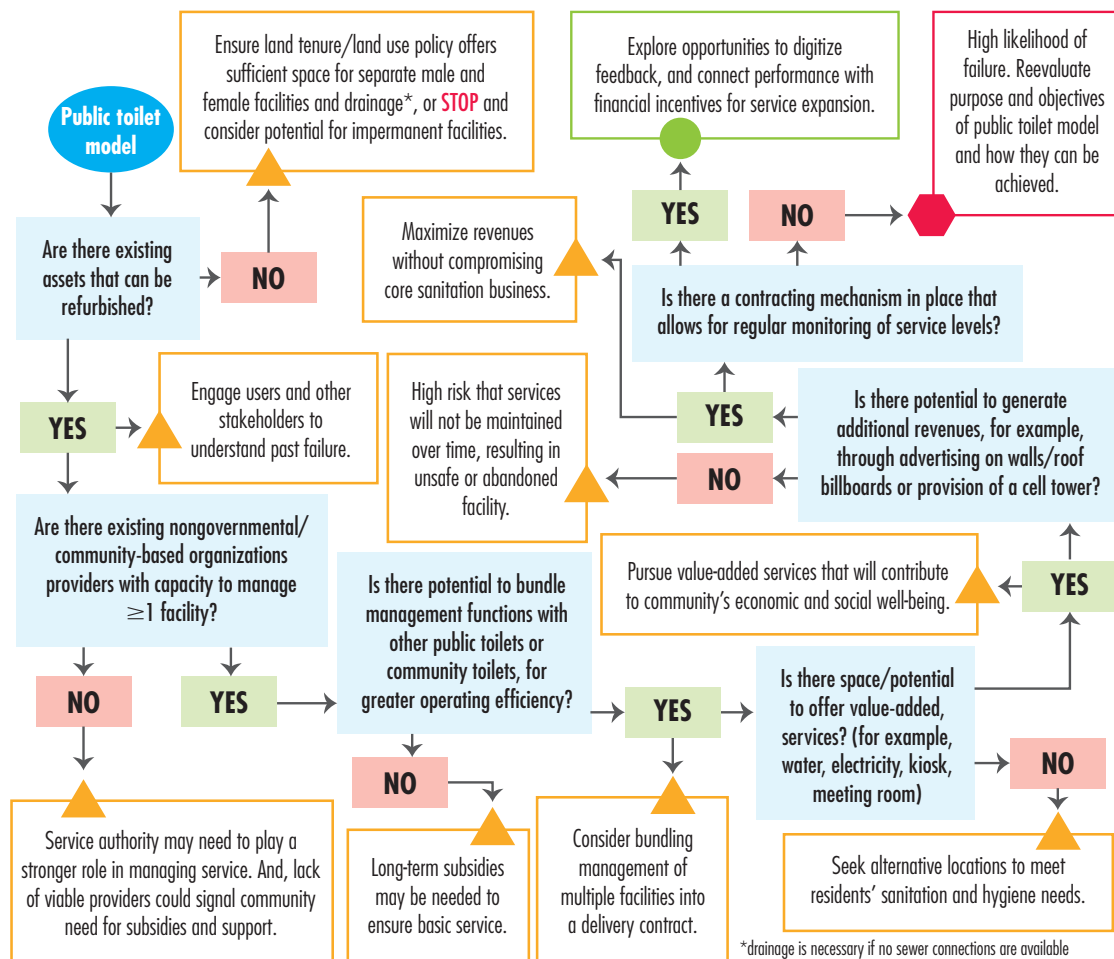 Public toilet
model
Ensure land tenure/land use policy offers
sufficient space for separate male and
female facilities and drainage*, or STOP and
consider potential for impermanent facilities.
Explore opportunities to digitize
feedback, and connect performance with
financial incentives for service expansion.
High likelihood of
failure. Reevaluate
purpose and objectives
of public toilet model
and how they can be
achieved.
Are there existing
assets that can be
refurbished?
NO
YES
NO
Maximize revenues
without compromising
core sanitation business.
Is there a contracting mechanism in place that
allows for regular monitoring of service levels?
YES
Engage users and other
stakeholders to
understand past failure.
High risk that services
will not be maintained
over time, resulting in
unsafe or abandoned
facility.
YES
NO
Is there potential to generate
additional revenues, for example,
through advertising on walls/roof
billboards or provision of a cell tower?
Are there existing nongovernmental/
community-based organizations
providers with capacity to manage
≥1 facility?
Is there potential to bundle
management functions with
other public toilets or
community toilets, for
greater operating efficiency?
Pursue value-added services that will contribute
to community's economic and social well-being.
YES
NO
YES
YES
Is there space/potential
to offer value-added,
services? (for example,
water, electricity, kiosk,
meeting room)
NO
NO
Service authority may need to play a
stronger role in managing service. And, lack
of viable providers could signal community
need for subsidies and support.
Long-term subsidies
may be needed to
ensure basic service.
Consider bundling
management of
multiple facilities into
a delivery contract.
Seek alternative locations to meet
residents' sanitation and hygiene needs.
*drainage is necessary if no sewer connections are available